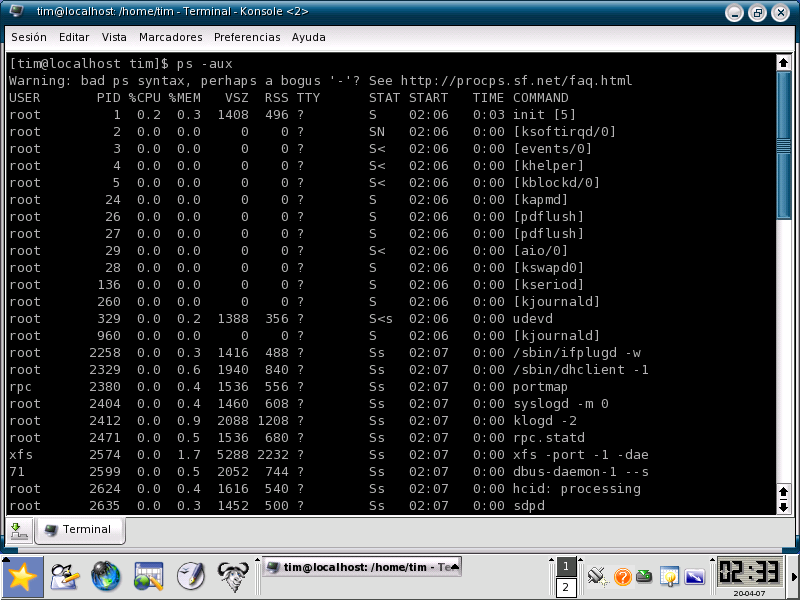 tim@localhost: /home/tim - Terminal - Konsole <2>
Sesión Editar Vista Marcadores Preferencias Ayuda
[tim@localhost tim]$ ps -aux
Warning: bad ps syntax, perhaps a bogus '-'? See http://procps.sf.net/faq.html
USER PID %CPU %MEM VSZ RSS TTY STAT START TIME COMMAND
root 1 0.2 0.3 1408 496 ? S 02:06 0:03 init [5]
root 2 0.0 0.0 0 0 ? SN 02:06 0:00 [ksoftirqd/0]
root 3 0.0 0.0 0 0 ? S< 02:06 0:00 [events/0]
root 4 0.0 0.0 0 0 ? S< 02:06 0:00 [khelper]
root 5 0.0 0.0 0 0 ? S< 02:06 0:00 [kblockd/0]
root 24 0.0 0.0 0 0 ? S 02:06 0:00 [kapmd]
root 26 0.0 0.0 0 0 ? S 02:06 0:00 [pdflush]
root 27 0.0 0.0 0 0 ? S 02:06 0:00 [pdflush]
root 29 0.0 0.0 0 0 ? S< 02:06 0:00 [aio/0]
root 28 0.0 0.0 0 0 ? S 02:06 0:00 [kswapd0]
root 136 0.0 0.0 0 0 ? S 02:06 0:00 [kseriod]
root 260 0.0 0.0 0 0 ? S 02:06 0:00 [kjournald]
root 329 0.0 0.2 1388 356 ? S<s 02:06 0:00 udevd
root 960 0.0 0.0 0 0 ? S 02:06 0:00 [kjournald]
root 2258 0.0 0.3 1416 488 ? Ss 02:07 0:00 /sbin/ifplugd -w
root 2329 0.0 0.6 1940 840 ? Ss 02:07 0:00 /sbin/dhclient -1
rpc 2380 0.0 0.4 1536 556 ? Ss 02:07 0:00 portmap
root 2404 0.0 0.4 1460 608 ? Ss 02:07 0:00 syslogd -m 0
root 2412 0.0 0.9 2088 1208 ? Ss 02:07 0:00 klogd -2
root 2471 0.0 0.5 1536 680 ? Ss 02:07 0:00 rpc.statd
xfs 2574 0.0 1.7 5288 2232 ? Ss 02:07 0:00 xfs -port -1 -dae
71 2599 0.0 0.5 2052 744 ? Ss 02:07 0:00 dbus-daemon-1 --s
root 2624 0.0 0.4 1616 540 ? Ss 02:07 0:00 hcid: processing
root 2635 0.0 0.3 1452 500 ? Ss 02:07 0:00 sdpd
Terminal
tim@localhost: /home/tim - Te
1
2
02:33
20-04-07